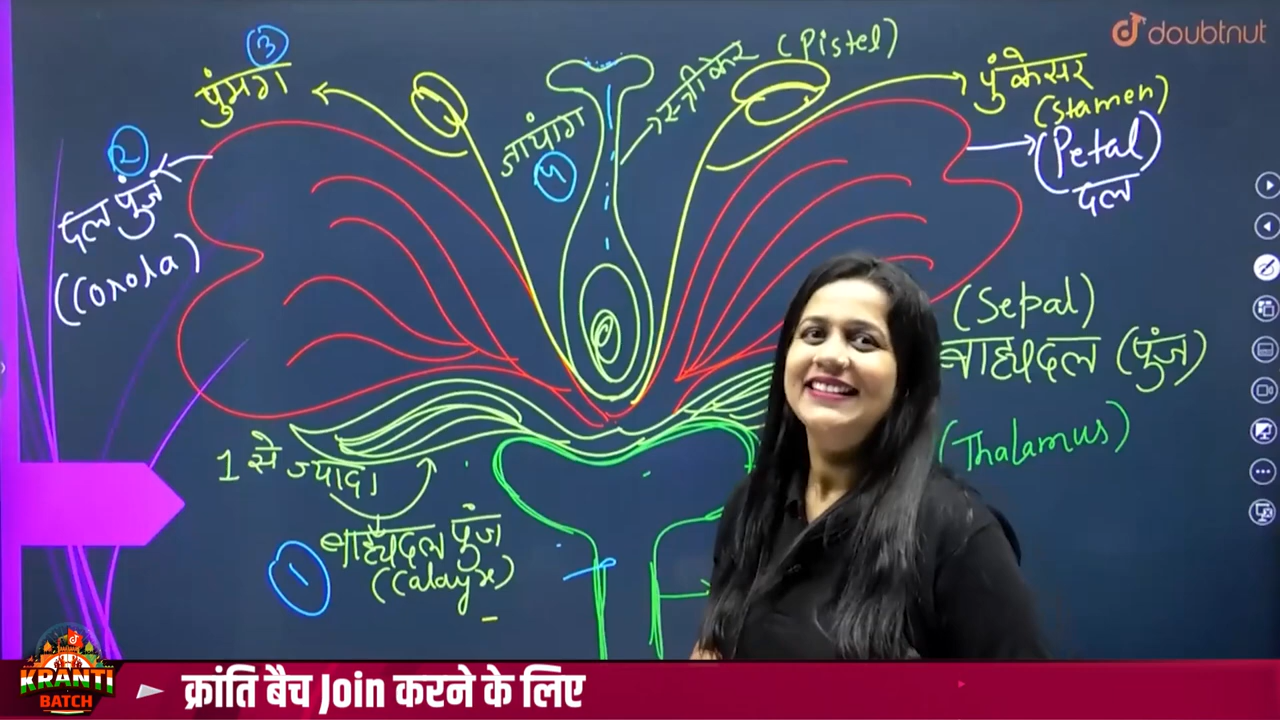 doubtnut
③
पुंमंग
स्त्रीकेसर (Pistel)
पुंकेसर
(Stamen)
(Petal)
दल
②
दल पुंज
(Corolla)
जायांग
④
(Sepal)
बाह्यदल (पुंज)
(Thalamus)
1 से ज्यादा
①
बाह्यदल पुंज
(Calayx)
KRANTI
BATCH
क्रांति बैच Join करने के लिए